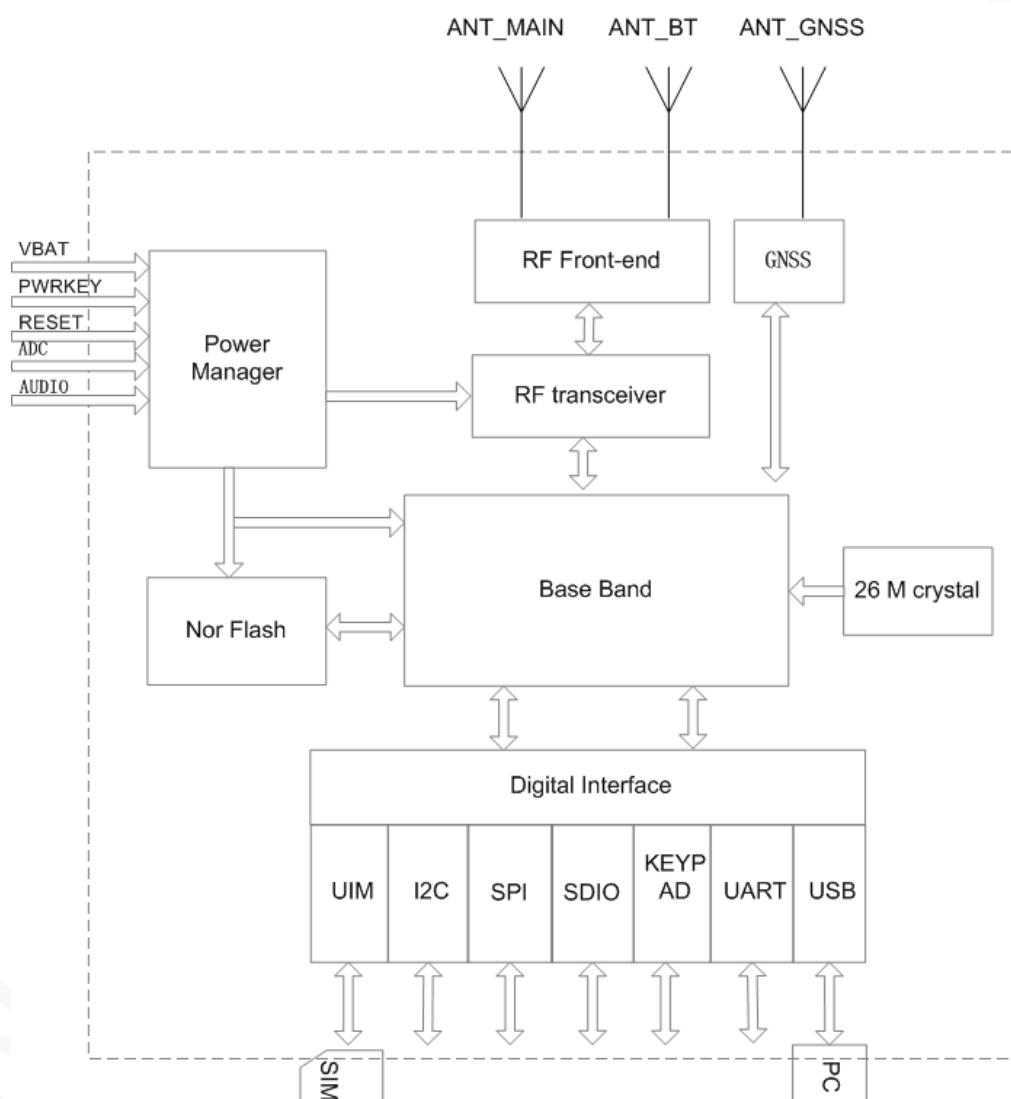 ANT_MAIN ANT_BT ANT_GNSS
RF Front-end
GNSS
VBAT
PWRKEY
RESET
ADC
AUDIO
Power
Manager
RF transceiver
Base Band
26 M crystal
Nor Flash
Digital Interface
UIM
I2C
SPI
SDIO
KEYP
AD
UART
USB
SIM
PC